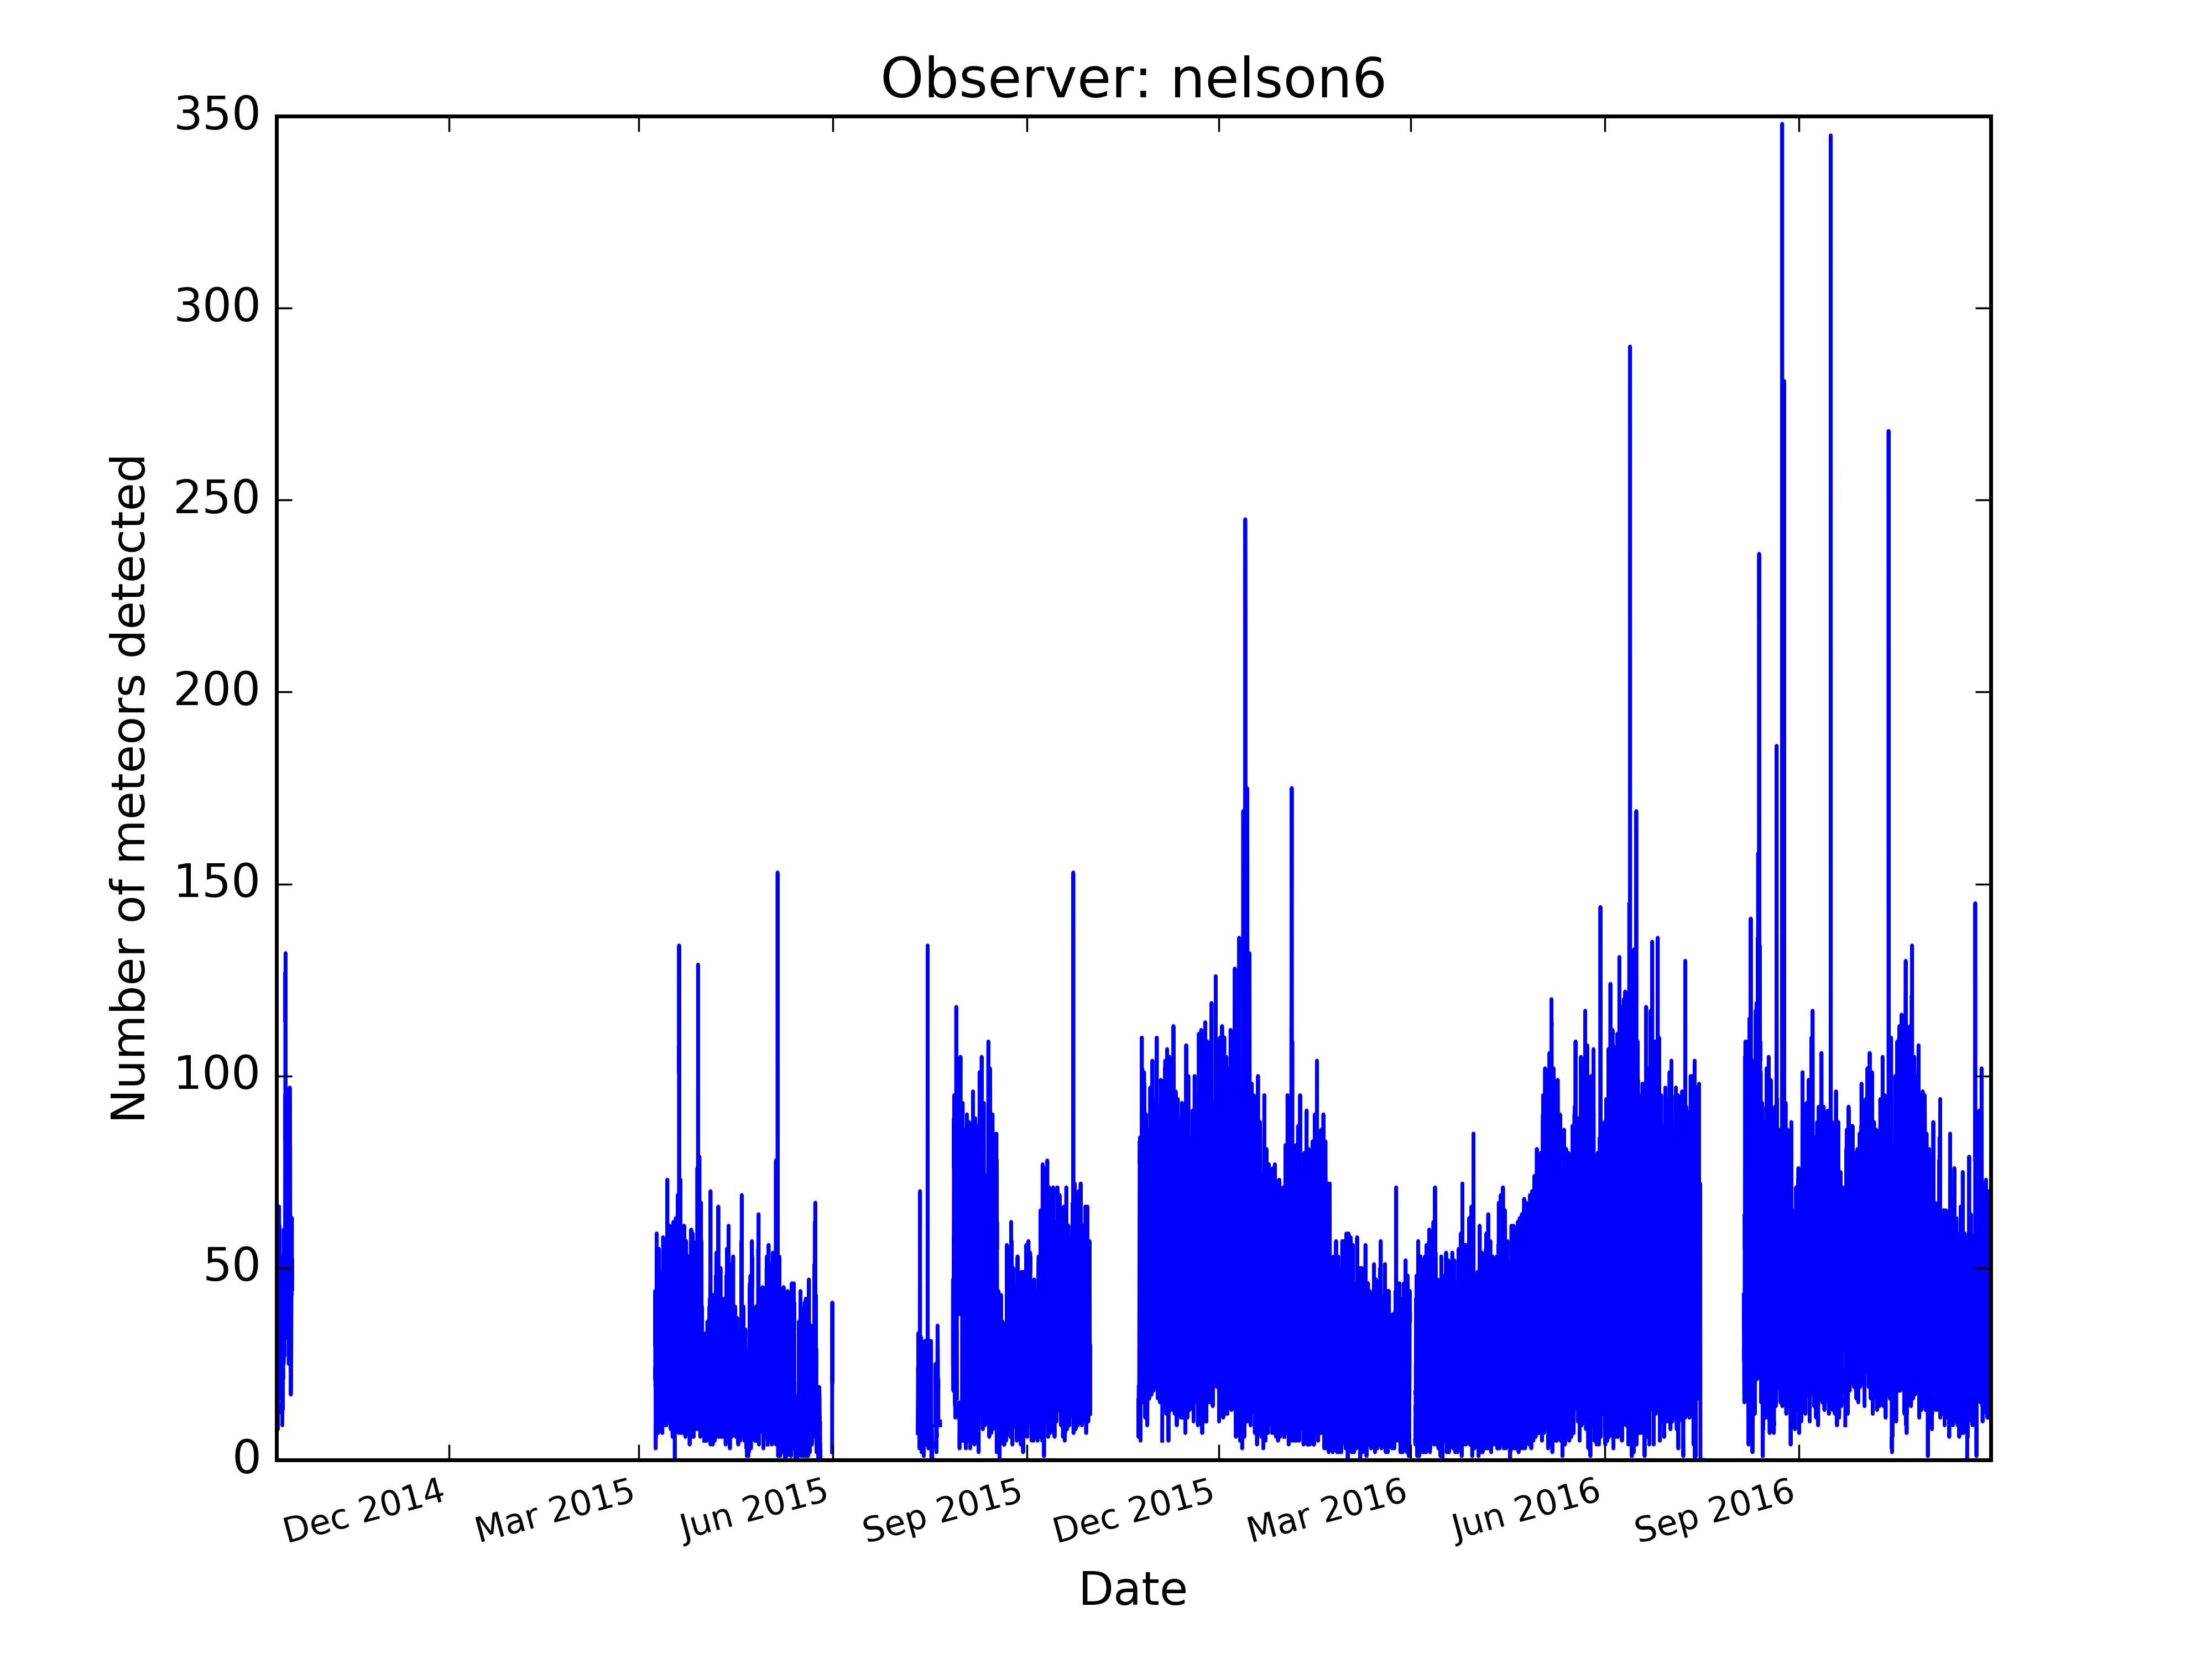 Observer: nelson6
350
300
250
200
150
100
50
0
Number of meteors detected
Dec 2014
Mar 2015
Jun 2015
Sep 2015
Dec 2015
Mar 2016
Jun 2016
Sep 2016
Date